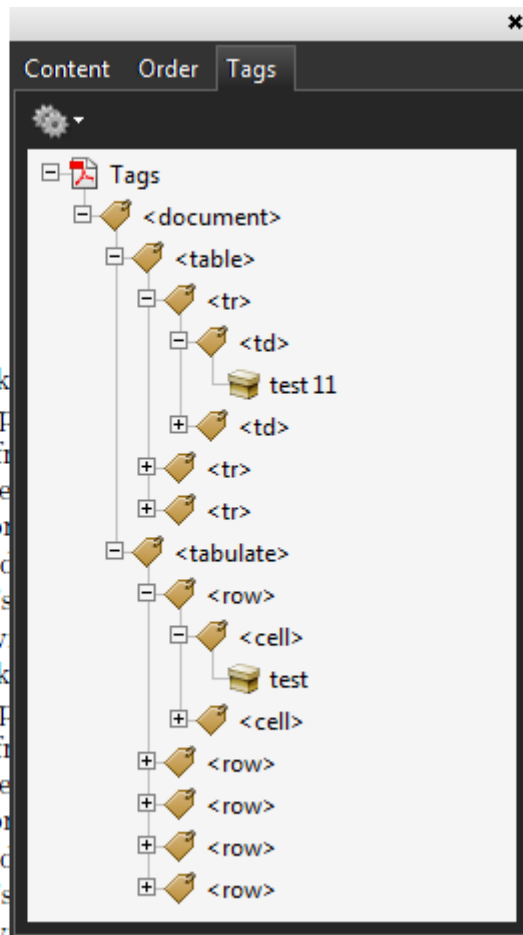 Content Order Tags
Tags
<document>
<table>
<tr>
<td>
test 11
<td>
<tr>
<tr>
<tabulate>
<row>
<cell>
test
<cell>
<row>
<row>
<row>
<row>